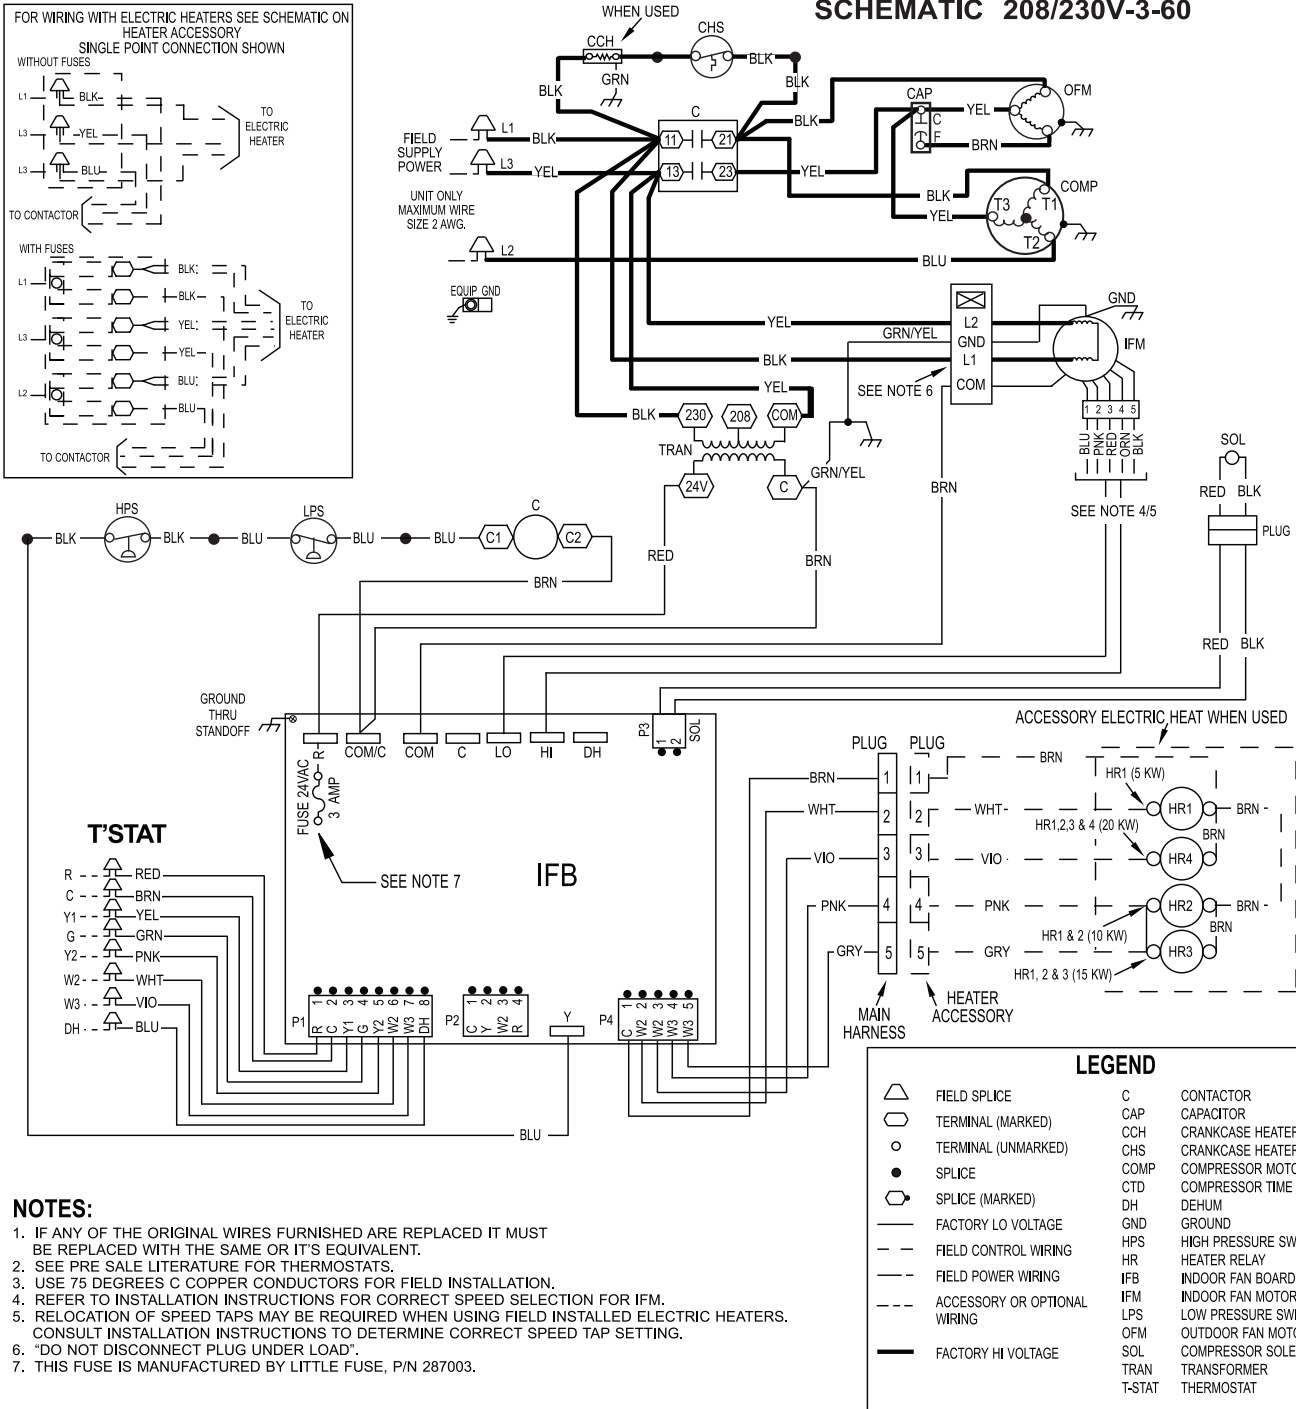 SCHEMATIC 208/230V-3-60
FOR WIRING WITH ELECTRIC HEATERS SEE SCHEMATIC ON
HEATER ACCESSORY
SINGLE POINT CONNECTION SHOWN
WITHOUT FUSES
L1
BLK
L3
YEL
L3
BLU
TO
ELECTRIC
HEATER
TO CONTACTOR
WITH FUSES
L1
BLK
BLK
L3
YEL
YEL
L2
BLU
BLU
TO
ELECTRIC
HEATER
TO CONTACTOR
WHEN USED
CCH
GRN
CHS
BLK
BLK
BLK
FIELD
SUPPLY
POWER
L1
BLK
L3
YEL
UNIT ONLY
MAXIMUM WIRE
SIZE 2 AWG.
L2
BLU
EQUIP GND
C
11
21
13
23
BLK
YEL
CAP
C
F
YEL
BRN
OFM
BLK
YEL
COMP
T1
T3
T2
YEL
BLK
YEL
BLK
GRN/YEL
L2
GND
L1
COM
SEE NOTE 6
GND
IFM
1 2 3 4 5
BLU
PNK
RED
ORN
BLK
SEE NOTE 4/5
230
208
COM
TRAN
24V
C
GRN/YEL
RED
BRN
BRN
SOL
RED BLK
PLUG
RED BLK
HPS
LPS
C
BLK
BLK
BLU
BLU
BLU
C1
C2
BRN
GROUND
THRU
STANDOFF
R
COM/C
COM
C
LO
HI
DH
P3
1
2
SOL
FUSE 24VAC
3 AMP
SEE NOTE 7
IFB
T'STAT
R RED
C BRN
Y1 YEL
G GRN
Y2 PNK
W2 WHT
W3 VIO
DH BLU
P1
1 2 3 4 5 6 7 8
R C Y1 G Y2 W2 W3 DH
P2
1 2 3 4
C Y W2 R
Y
P4
1 2 3 4 5
C W2 W2 W3 W3
BLU
PLUG PLUG
BRN 1 1 BRN
WHT 2 2 WHT
VIO 3 3 VIO
PNK 4 4 PNK
GRY 5 5 GRY
MAIN
HARNESS
HEATER
ACCESSORY
ACCESSORY ELECTRIC HEAT WHEN USED
HR1 (5 KW)
HR1 BRN
BRN
HR1,2,3 & 4 (20 KW)
HR4
HR2 BRN
BRN
HR1 & 2 (10 KW)
HR3
HR1, 2 & 3 (15 KW)
LEGEND
FIELD SPLICE
TERMINAL (MARKED)
TERMINAL (UNMARKED)
SPLICE
SPLICE (MARKED)
FACTORY LO VOLTAGE
FIELD CONTROL WIRING
FIELD POWER WIRING
ACCESSORY OR OPTIONAL
WIRING
FACTORY HI VOLTAGE
C CONTACTOR
CAP CAPACITOR
CCH CRANKCASE HEATER
CHS CRANKCASE HEATER
COMP COMPRESSOR MOTO
CTD COMPRESSOR TIME
DH DEHUM
GND GROUND
HPS HIGH PRESSURE SW
HR HEATER RELAY
IFB INDOOR FAN BOARD
IFM INDOOR FAN MOTOR
LPS LOW PRESSURE SW
OFM OUTDOOR FAN MOTO
SOL COMPRESSOR SOLE
TRAN TRANSFORMER
T-STAT THERMOSTAT
NOTES:
1. IF ANY OF THE ORIGINAL WIRES FURNISHED ARE REPLACED IT MUST
BE REPLACED WITH THE SAME OR IT'S EQUIVALENT.
2. SEE PRE SALE LITERATURE FOR THERMOSTATS.
3. USE 75 DEGREES C COPPER CONDUCTORS FOR FIELD INSTALLATION.
4. REFER TO INSTALLATION INSTRUCTIONS FOR CORRECT SPEED SELECTION FOR IFM.
5. RELOCATION OF SPEED TAPS MAY BE REQUIRED WHEN USING FIELD INSTALLED ELECTRIC HEATERS.
CONSULT INSTALLATION INSTRUCTIONS TO DETERMINE CORRECT SPEED TAP SETTING.
6. “DO NOT DISCONNECT PLUG UNDER LOAD”.
7. THIS FUSE IS MANUFACTURED BY LITTLE FUSE, P/N 287003.